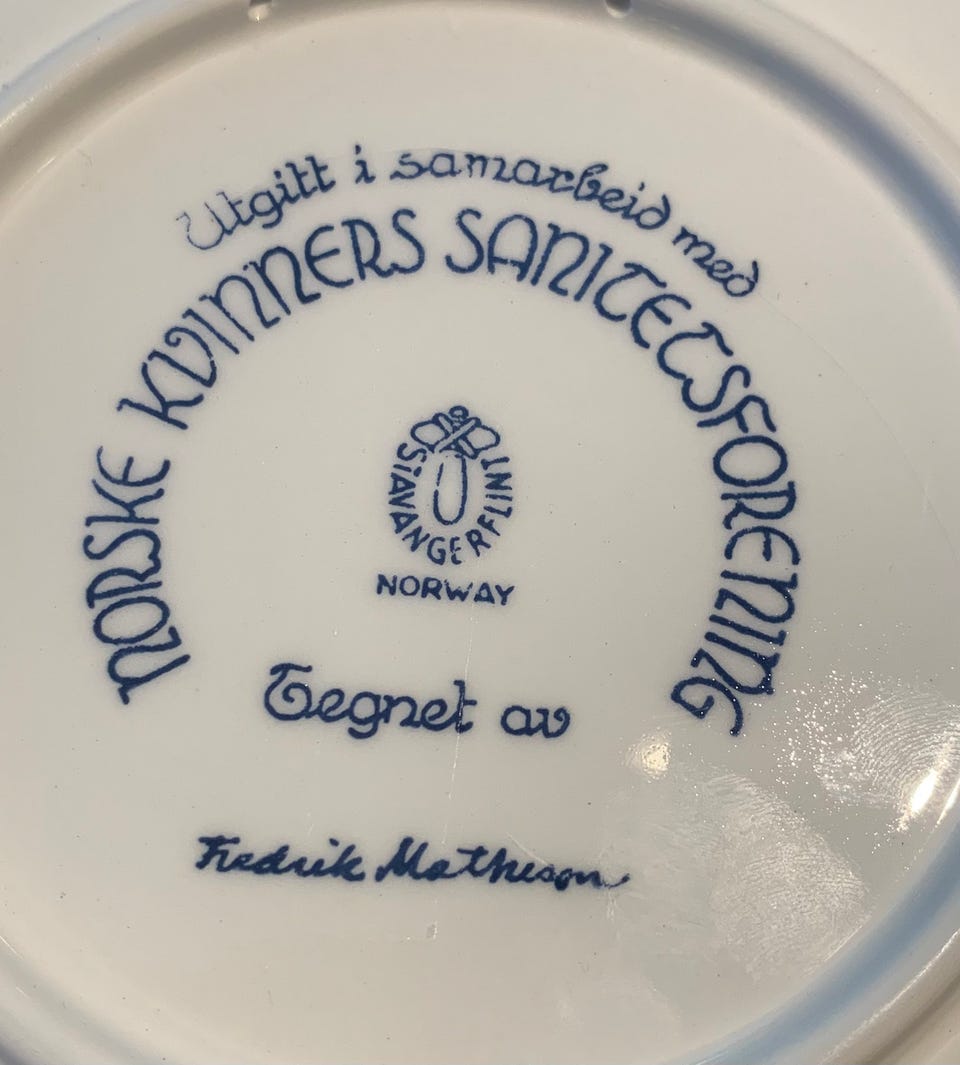 Utgitt i samarbeid med
NORSKE KVINNERS SANITETSFORENING
STAVANGERFLINT
NORWAY
Tegnet av
Fredrik Matheson